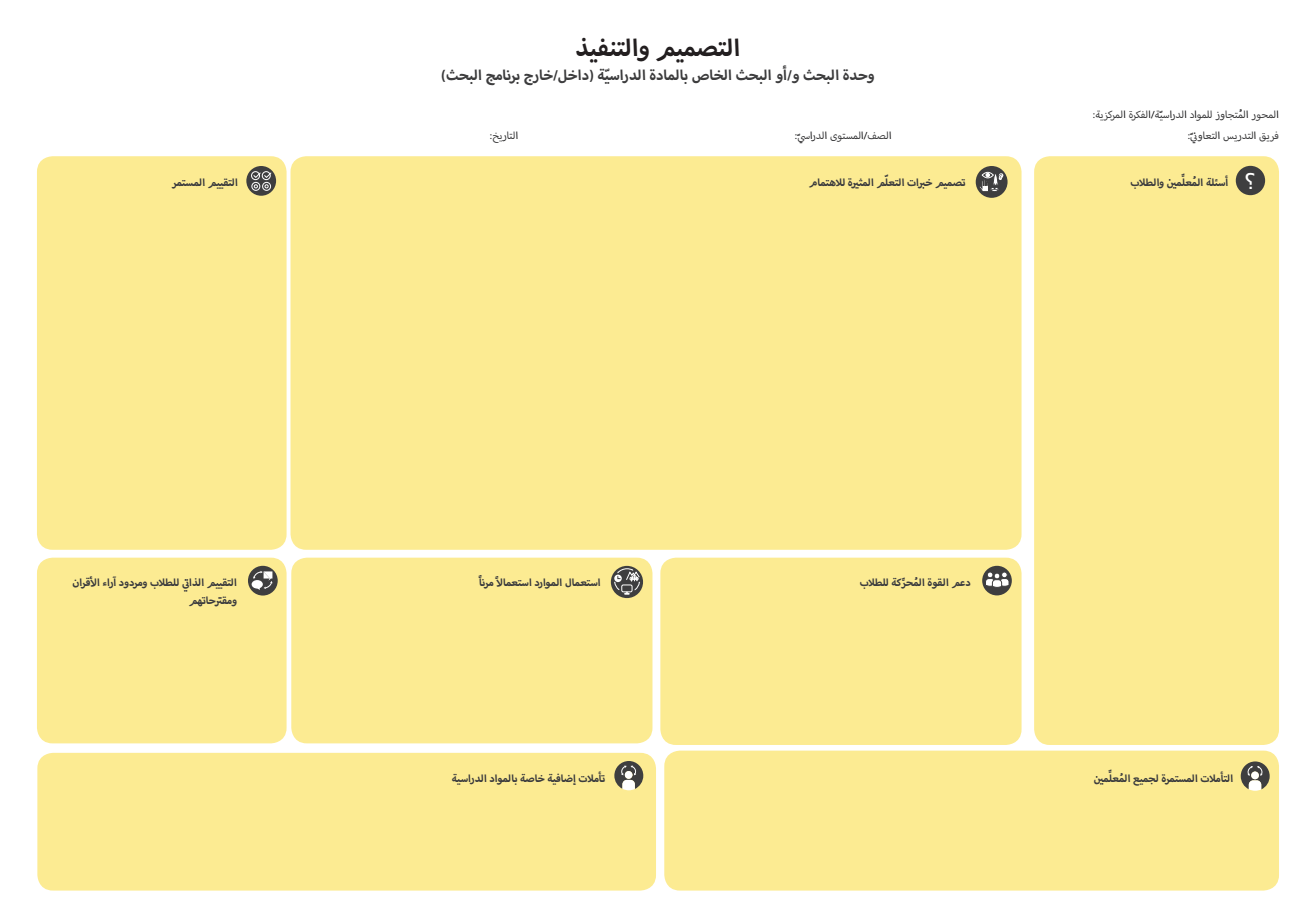 التصميم والتنفيذ
وحدة البحث و/أو البحث الخاص بالمادة الدراسيّة (داخل/خارج برنامج البحث)
المحور المُتجاوز للمواد الدراسيّة/الفكرة المركزية:
فريق التدريس التعاونيّ:
الصف/المستوى الدراسيّ:
التاريخ:
أسئلة المُعلِّمين والطلاب
تصميم خبرات التعلّم المثيرة للاهتمام
التقييم المستمر
دعم القوة المُحرّكة للطلاب
استعمال الموارد استعمالاً مرناً
التقييم الذاتيّ للطلاب ومردود آراء الأقران
ومقترحاتهم
التأملات المستمرة لجميع المُعلِّمين
تأملات إضافية خاصة بالمواد الدراسية